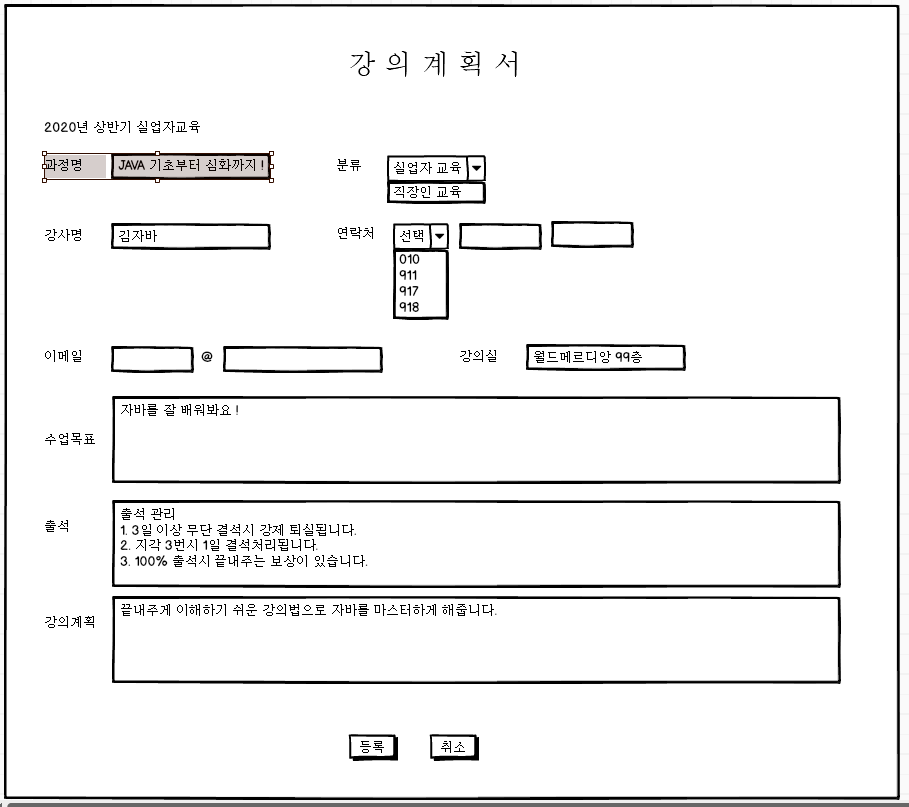 강 의 계 획 서
2020년 상반기 실업자교육
과정명 JAVA 기초부터 심화까지 ! 분류 실업자 교육
직장인 교육
강사명 김자바 연락처 선택
010
911
917
918
이메일 @ 강의실 월드메르디앙 99층
수업목표 자바를 잘 배워봐요 !
출석 출석 관리
1. 3일 이상 무단 결석시 강제 퇴실됩니다.
2. 지각 3번시 1일 결석처리됩니다.
3. 100% 출석시 끝내주는 보상이 있습니다.
강의계획 끝내주게 이해하기 쉬운 강의법으로 자바를 마스터하게 해줍니다.
등록 취소